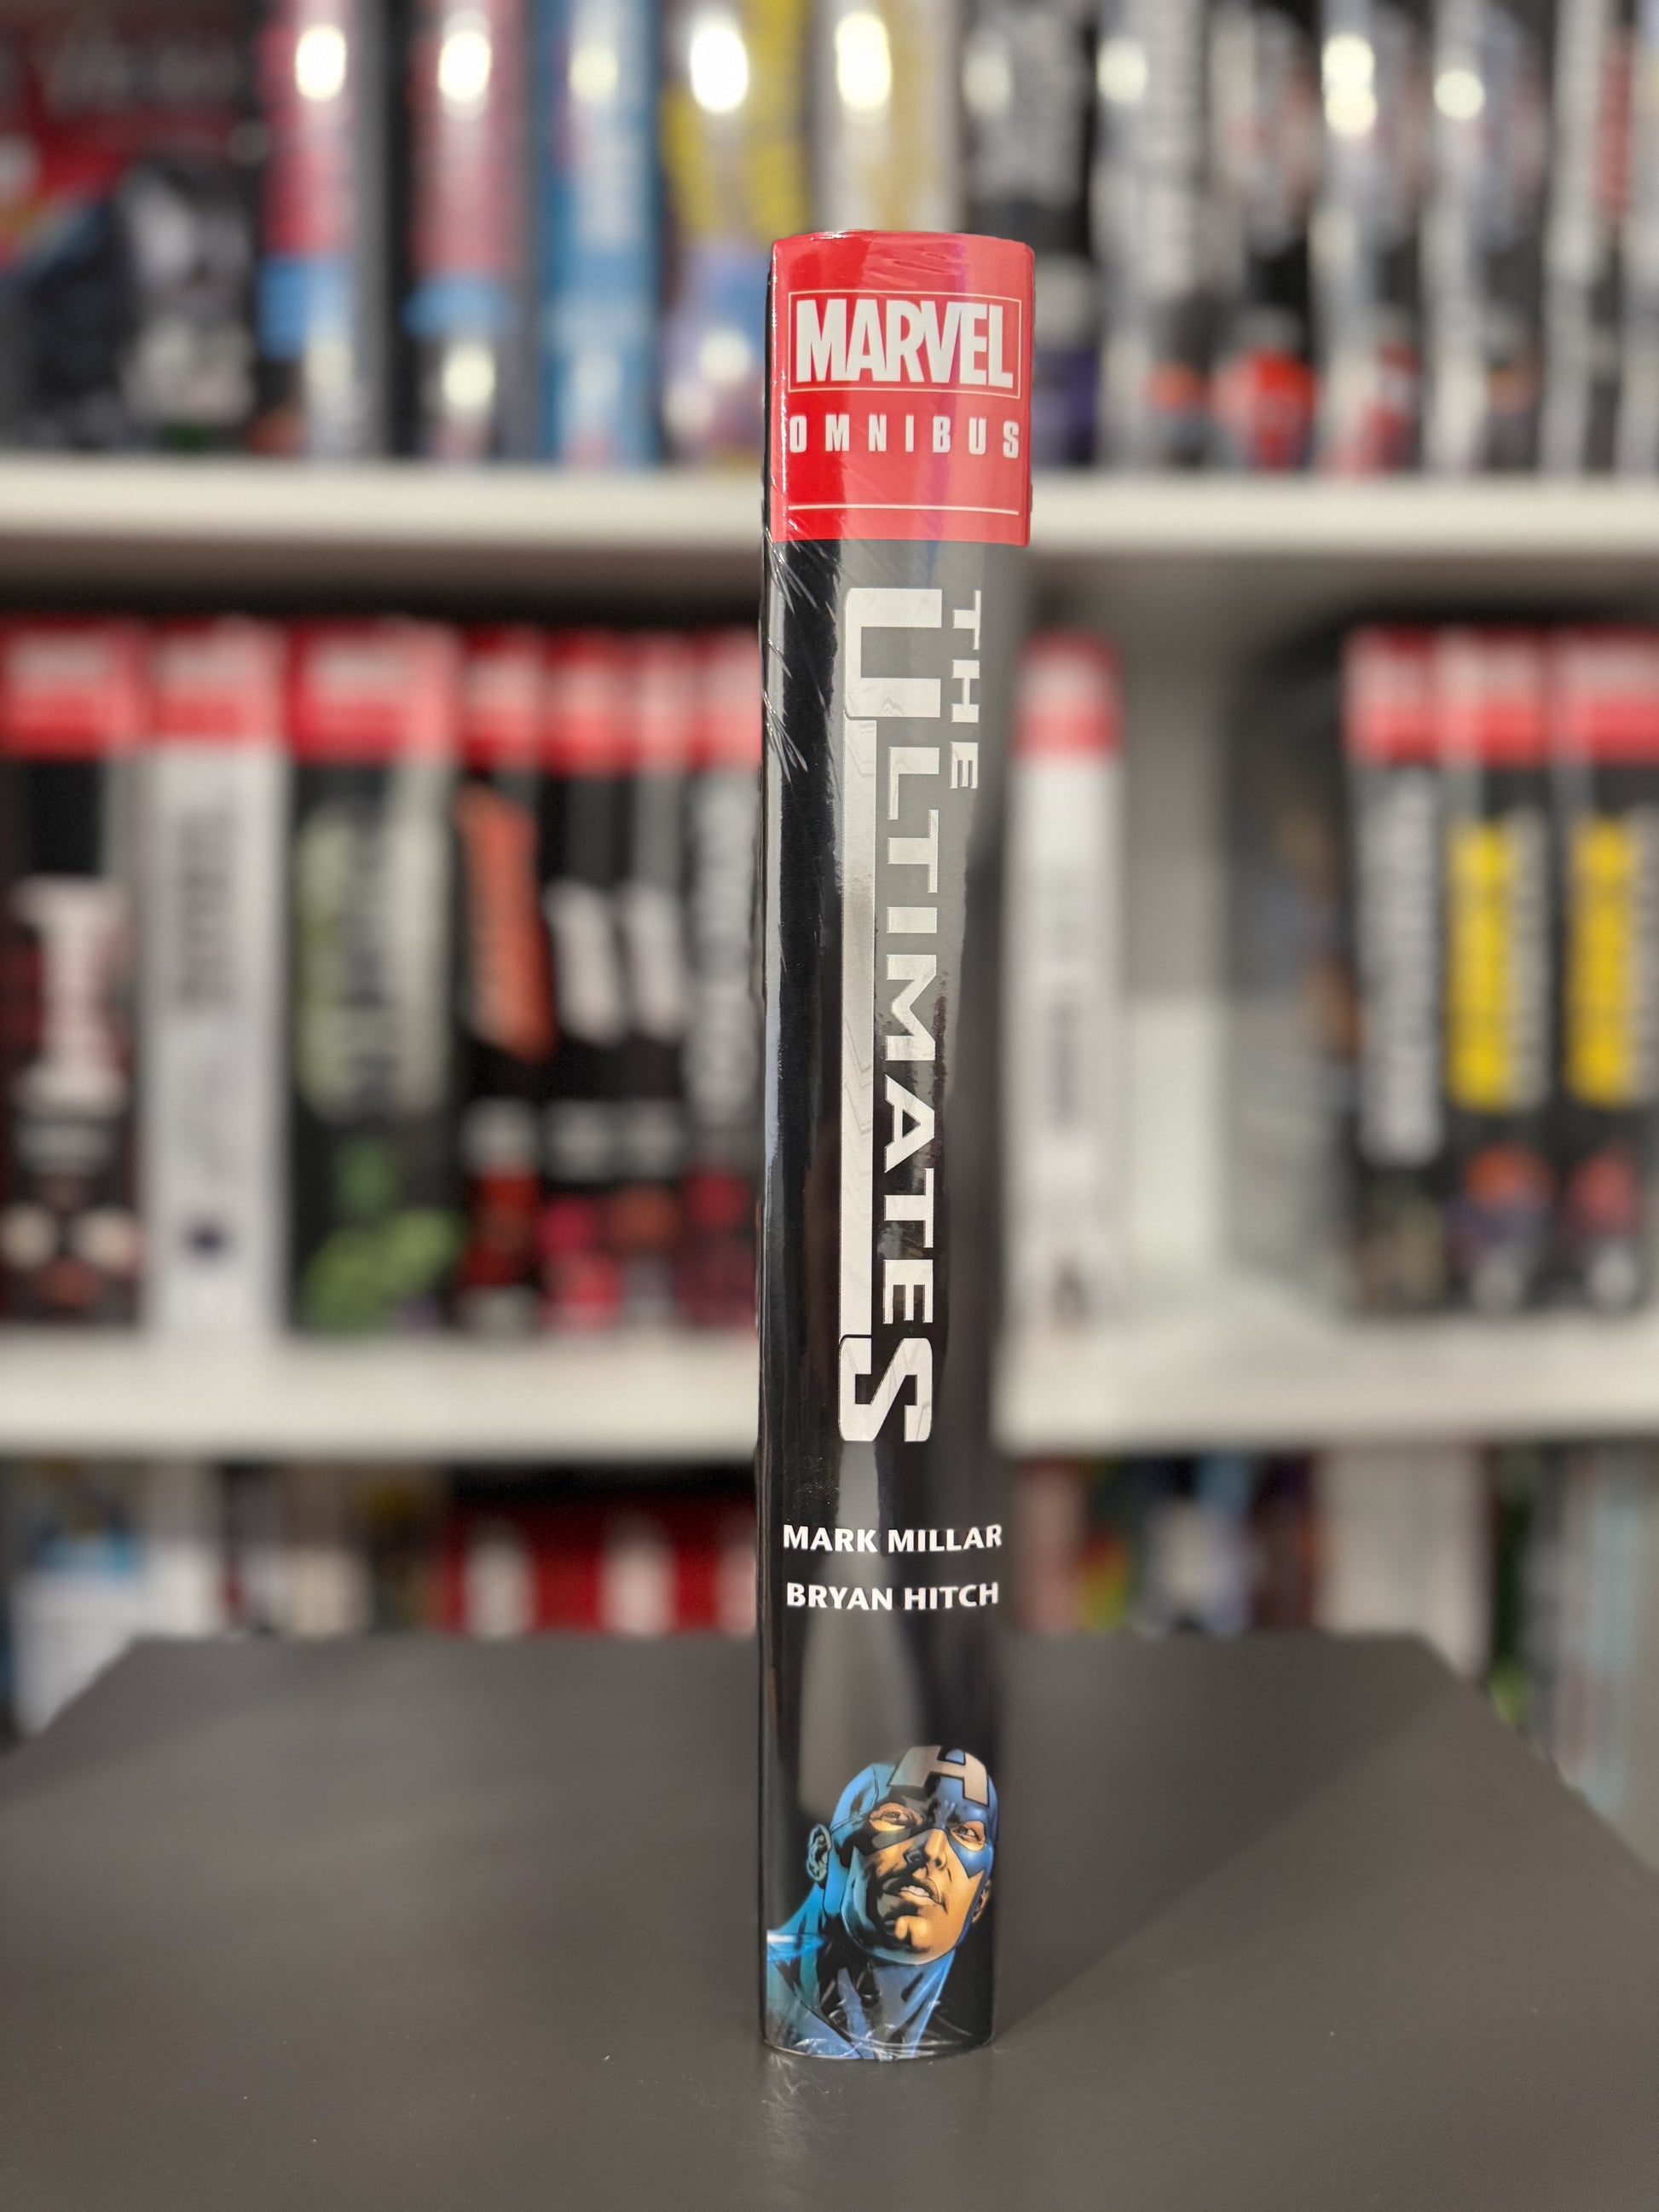 MARVEL
OMNIBUS
THE
ULTIMATES
MARK MILLAR
BRYAN HITCH